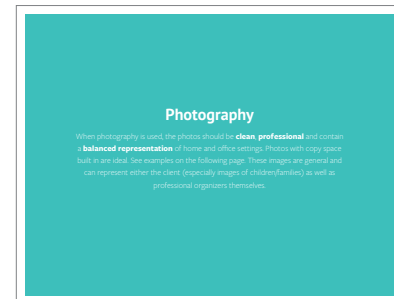 Photography
When photography is used, the photos should be clean, professional and contain
a balanced representation of home and office settings. Photos with copy space
built in are ideal. See examples on the following page. These images are general and
can represent either the client (especially images of children/families) as well as
professional organizers themselves.